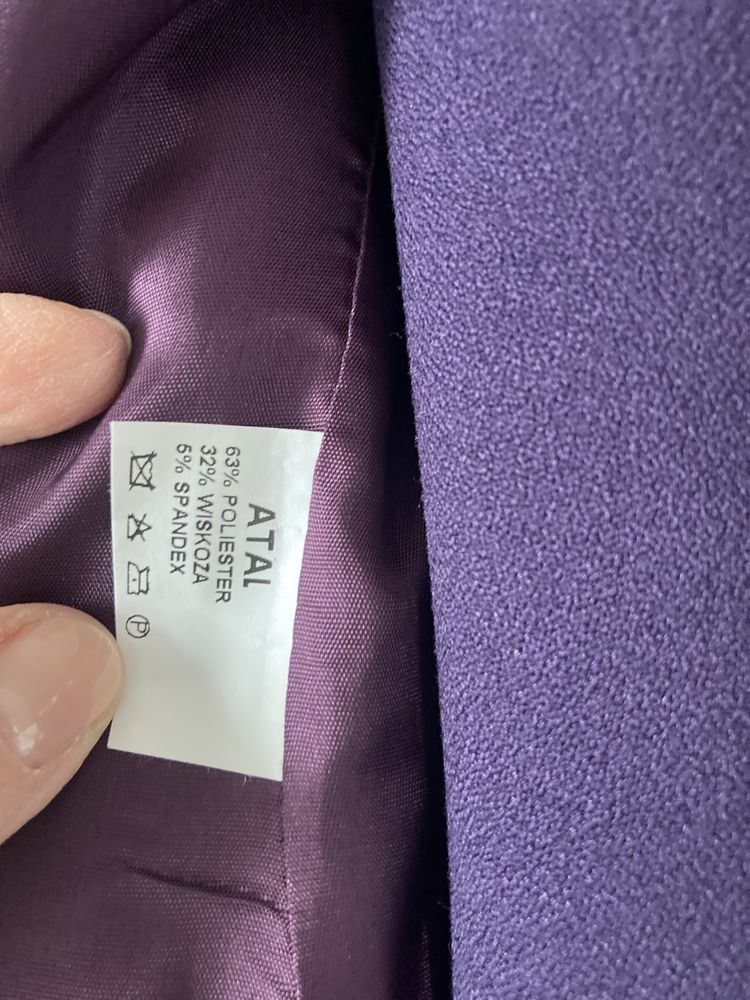 ATAL
63% POLIESTER
32% WISKOZA
5% SPANDEX
P